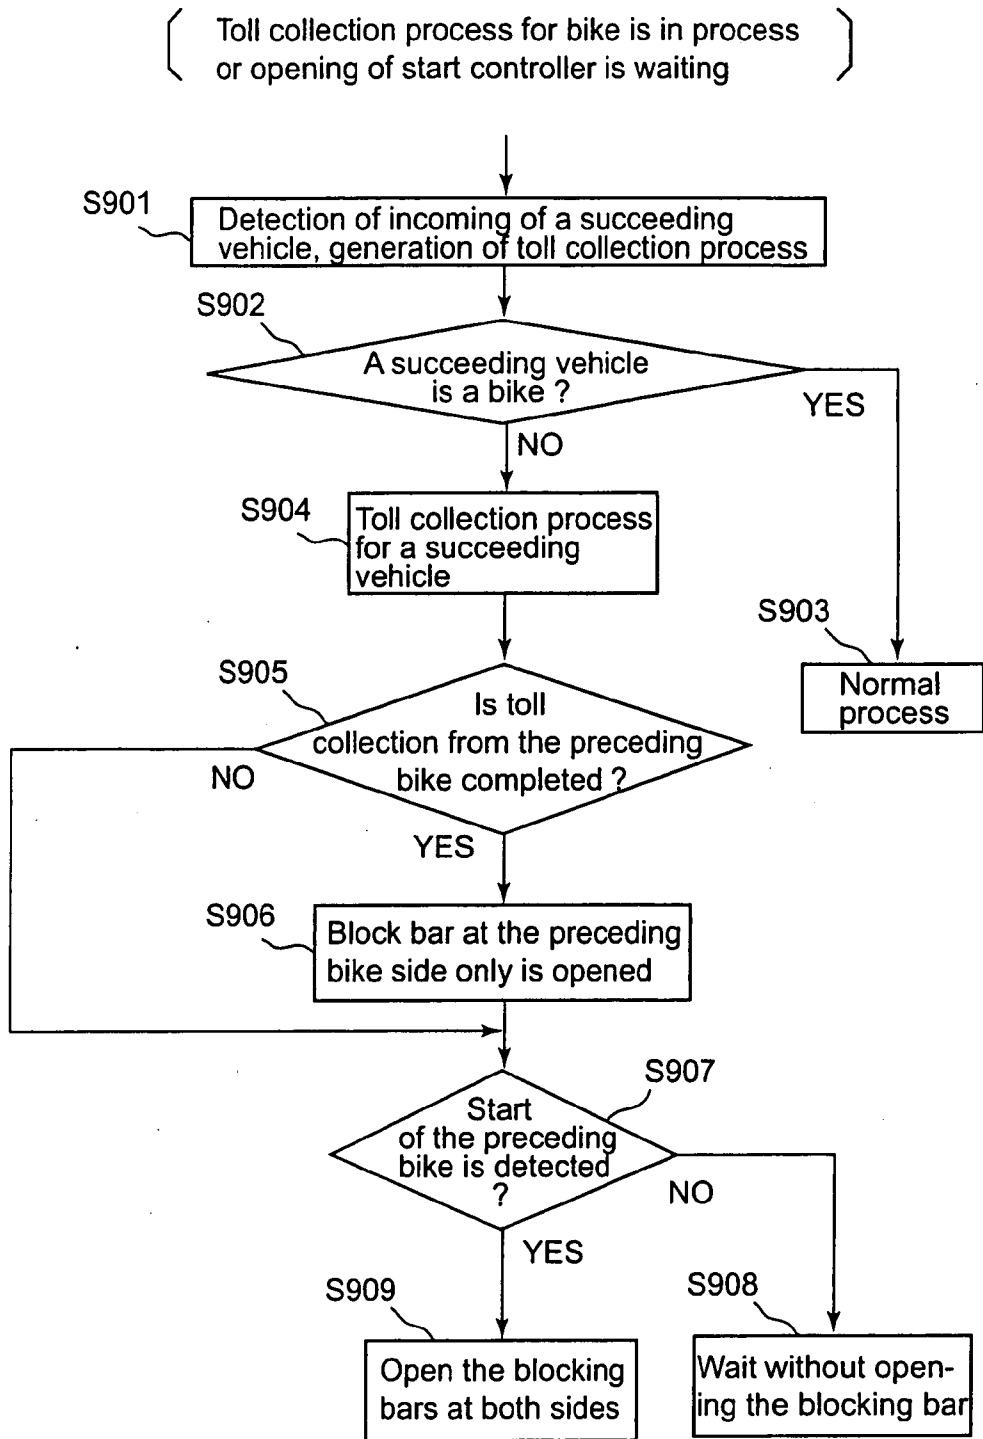 Toll collection process for bike is in process
or opening of start controller is waiting
S901
Detection of incoming of a succeeding
vehicle, generation of toll collection process
S902
A succeeding vehicle
is a bike ?
YES
NO
S904
Toll collection process
for a succeeding
vehicle
S903
Normal
process
S905
Is toll
collection from the preceding
bike completed ?
NO
YES
S906
Block bar at the preceding
bike side only is opened
S907
Start
of the preceding
bike is detected
?
NO
YES
S909
Open the blocking
bars at both sides
S908
Wait without open-
ing the blocking bar